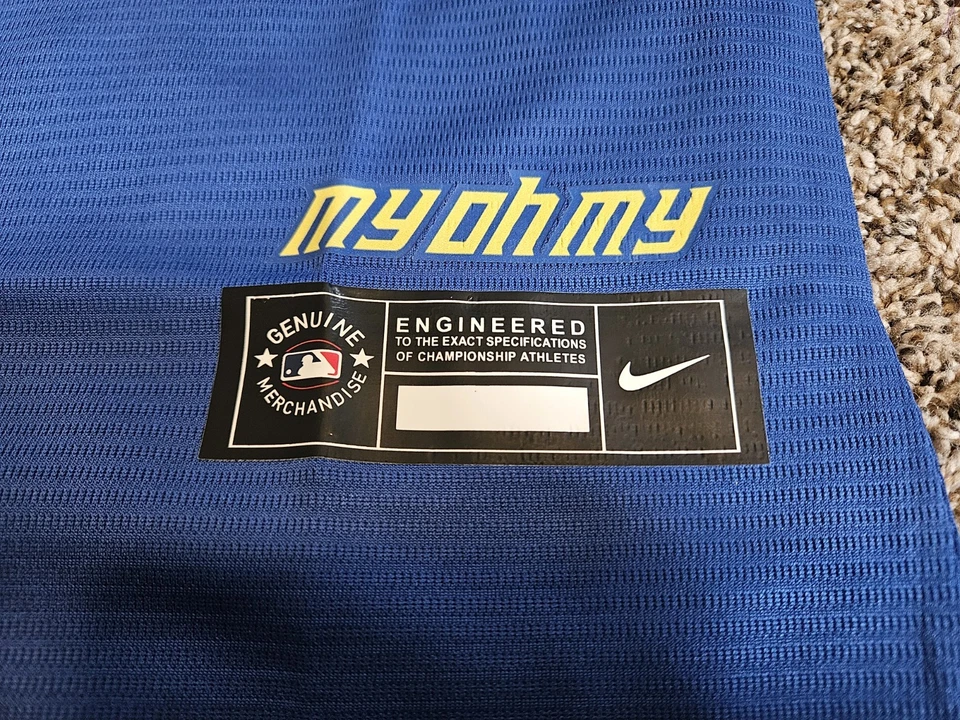 my oh my
GENUINE
MERCHANDISE
ENGINEERED
TO THE EXACT SPECIFICATIONS
OF CHAMPIONSHIP ATHLETES